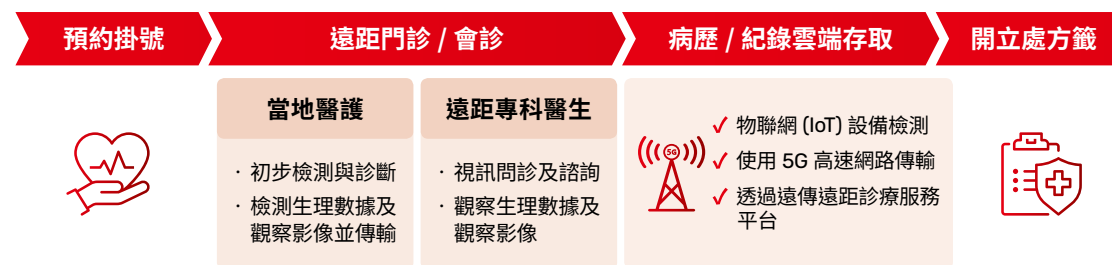 預約掛號
遠距門診 / 會診
病歷 / 紀錄雲端存取
開立處方籤
當地醫護
· 初步檢測與診斷
· 檢測生理數據及
觀察影像並傳輸
遠距專科醫生
· 視訊問診及諮詢
· 觀察生理數據及
觀察影像
5G
✓ 物聯網 (IoT) 設備檢測
✓ 使用 5G 高速網路傳輸
✓ 透過遠傳遠距診療服務
平台